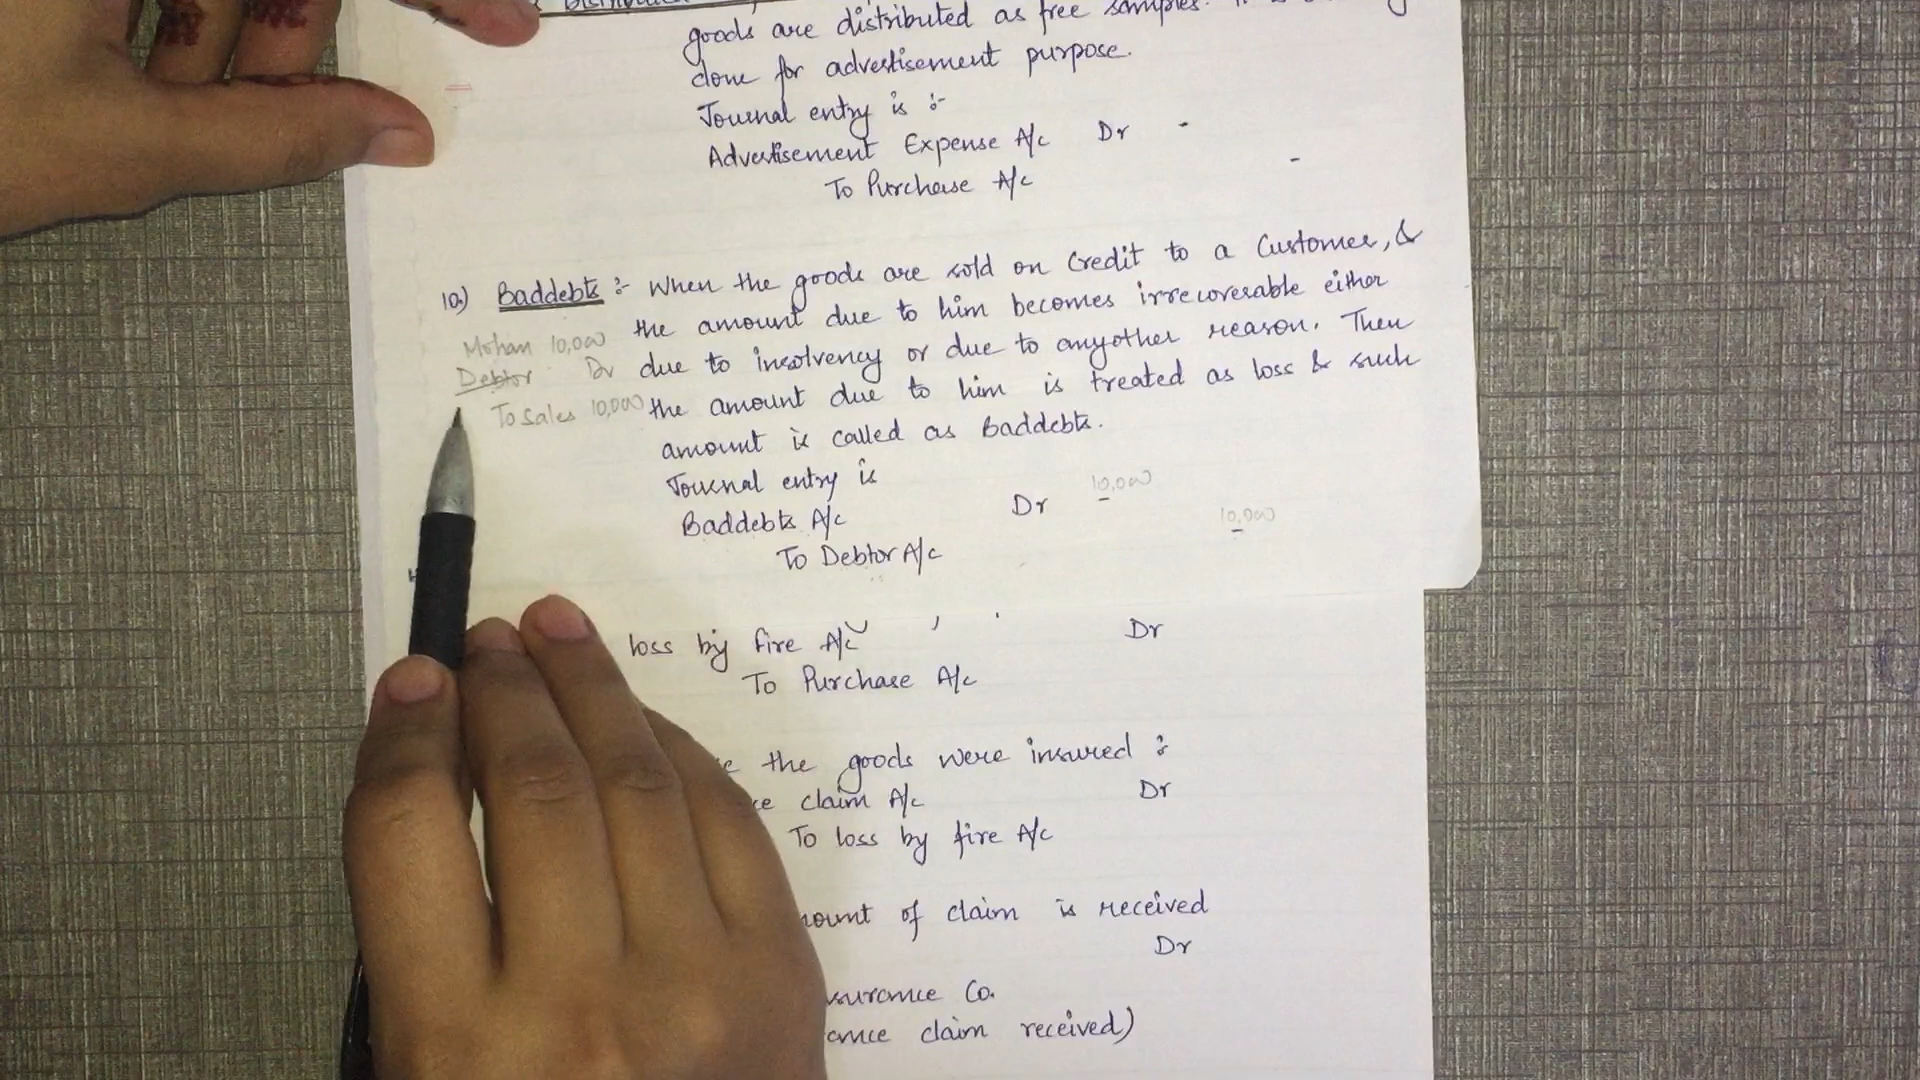 goods are distributed as free samples.
done for advertisement purpose.
Journal entry is :-
Advertisement Expense A/c Dr -
To Purchase A/c -
10.) Baddebts :- When the goods are sold on credit to a customer, &
the amount due to him becomes irrecoverable either
due to insolvency or due to anyother reason. Then
the amount due to him is treated as loss & such
amount is called as Baddebts.
Mohan 10,000
Debtor Dr
To Sales 10,000
Journal entry is
Baddebts A/c Dr 10,000
To Debtor A/c 10,000
loss by fire A/c Dr
To Purchase A/c
the goods were insured :
claim A/c Dr
To loss by fire A/c
of claim is received
Dr
Co.
claim received)